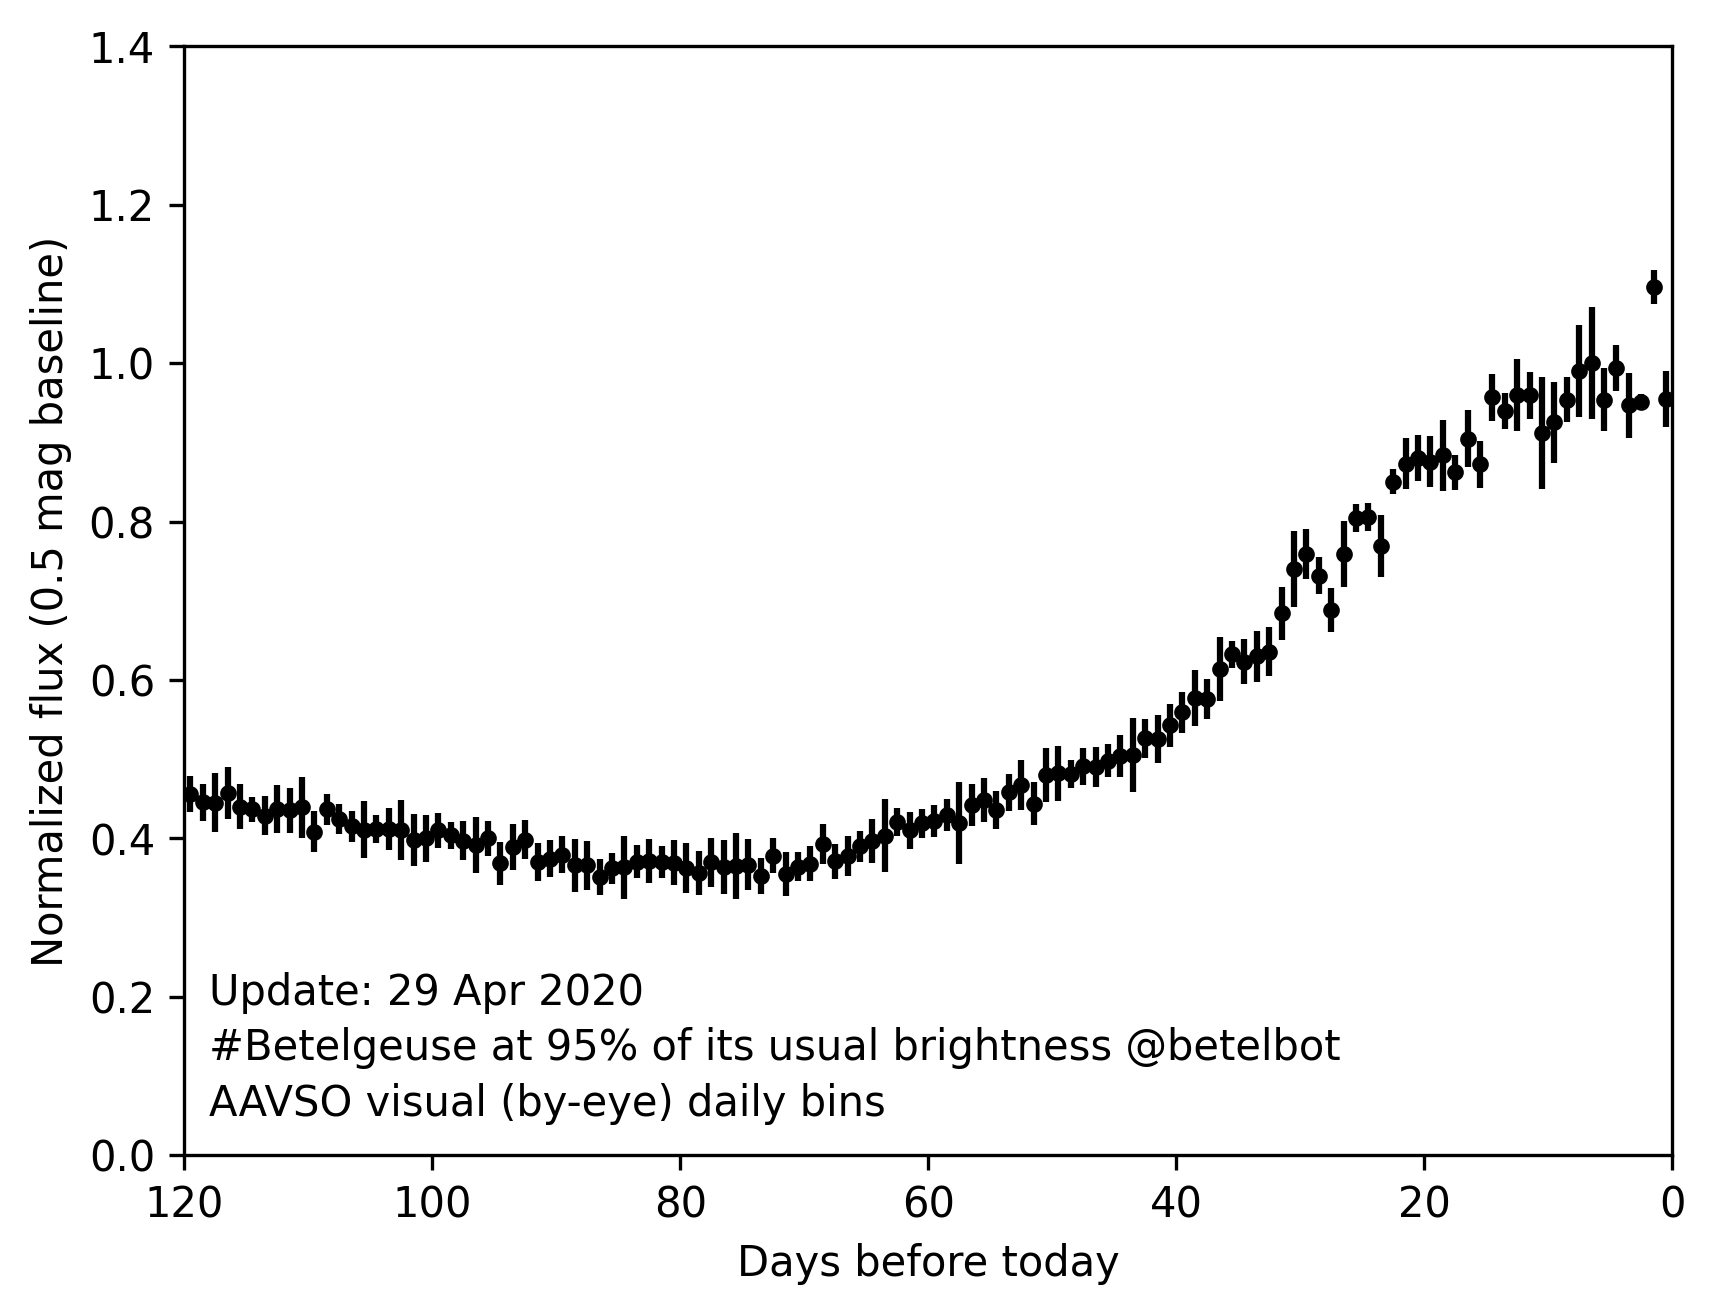 1.4
1.2
1.0
0.8
0.6
0.4
0.2
0.0
Normalized flux (0.5 mag baseline)
Update: 29 Apr 2020
#Betelgeuse at 95% of its usual brightness @betelbot
AAVSO visual (by-eye) daily bins
120 100 80 60 40 20 0
Days before today